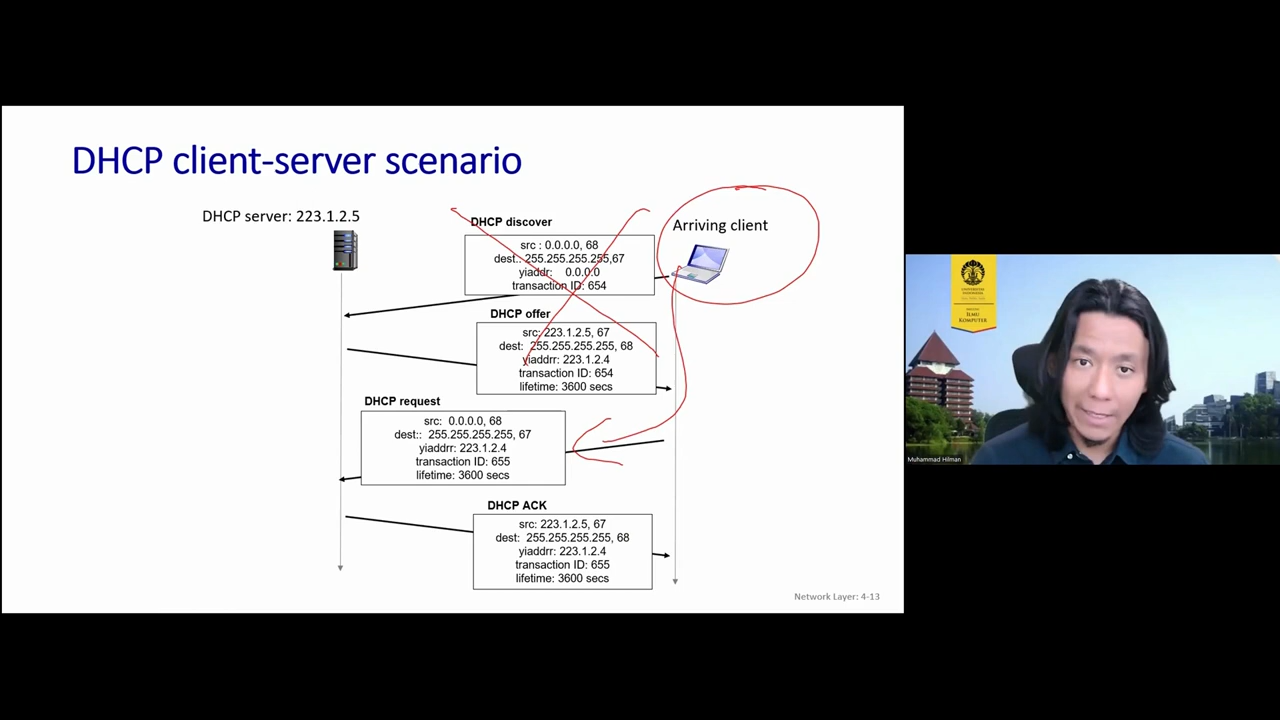 DHCP client-server scenario
DHCP server: 223.1.2.5
DHCP discover
src : 0.0.0.0, 68
dest.: 255.255.255.255,67
yiaddr: 0.0.0.0
transaction ID: 654
Arriving client
DHCP offer
src: 223.1.2.5, 67
dest: 255.255.255.255, 68
yiaddrr: 223.1.2.4
transaction ID: 654
lifetime: 3600 secs
DHCP request
src: 0.0.0.0, 68
dest:: 255.255.255.255, 67
yiaddrr: 223.1.2.4
transaction ID: 655
lifetime: 3600 secs
DHCP ACK
src: 223.1.2.5, 67
dest: 255.255.255.255, 68
yiaddrr: 223.1.2.4
transaction ID: 655
lifetime: 3600 secs
Network Layer: 4-13
UNIVERSITAS
INDONESIA
ILMU
KOMPUTER
Muhammad Hilman